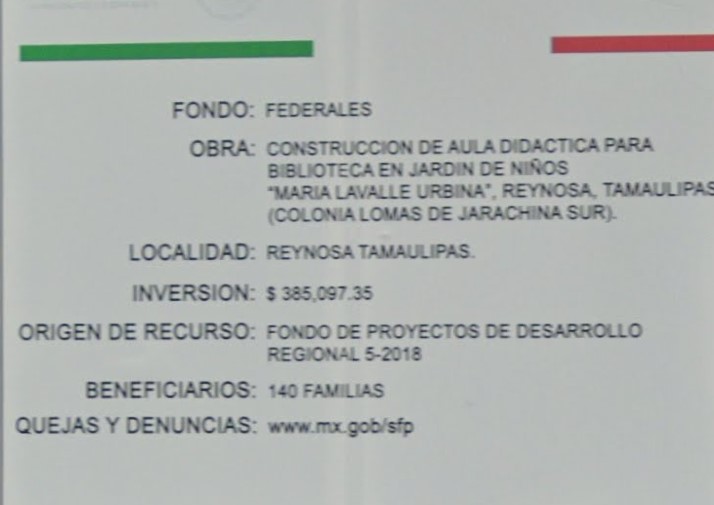 FONDO: FEDERALES
OBRA: CONSTRUCCION DE AULA DIDACTICA PARA
BIBLIOTECA EN JARDIN DE NIÑOS
"MARIA LAVALLE URBINA", REYNOSA, TAMAULIPAS
(COLONIA LOMAS DE JARACHINA SUR).
LOCALIDAD: REYNOSA TAMAULIPAS.
INVERSION: $ 385,097.35
ORIGEN DE RECURSO: FONDO DE PROYECTOS DE DESARROLLO
REGIONAL 5-2018
BENEFICIARIOS: 140 FAMILIAS
QUEJAS Y DENUNCIAS: www.mx.gob/sfp